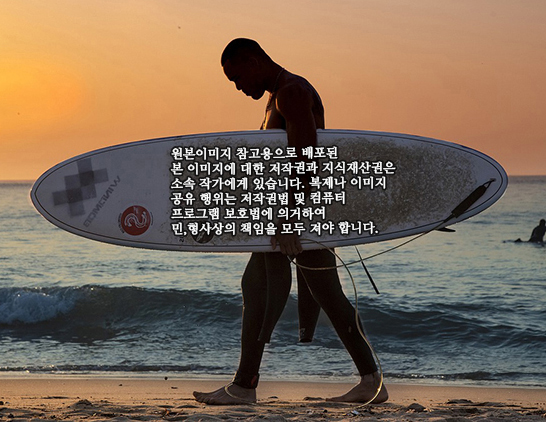 원본이미지 참고용으로 배포된
본 이미지에 대한 저작권과 지식재산권은
소속 작가에게 있습니다. 복제나 이미지
공유 행위는 저작권법 및 컴퓨터
프로그램 보호법에 의거하여
민,형사상의 책임을 모두 져야 합니다.